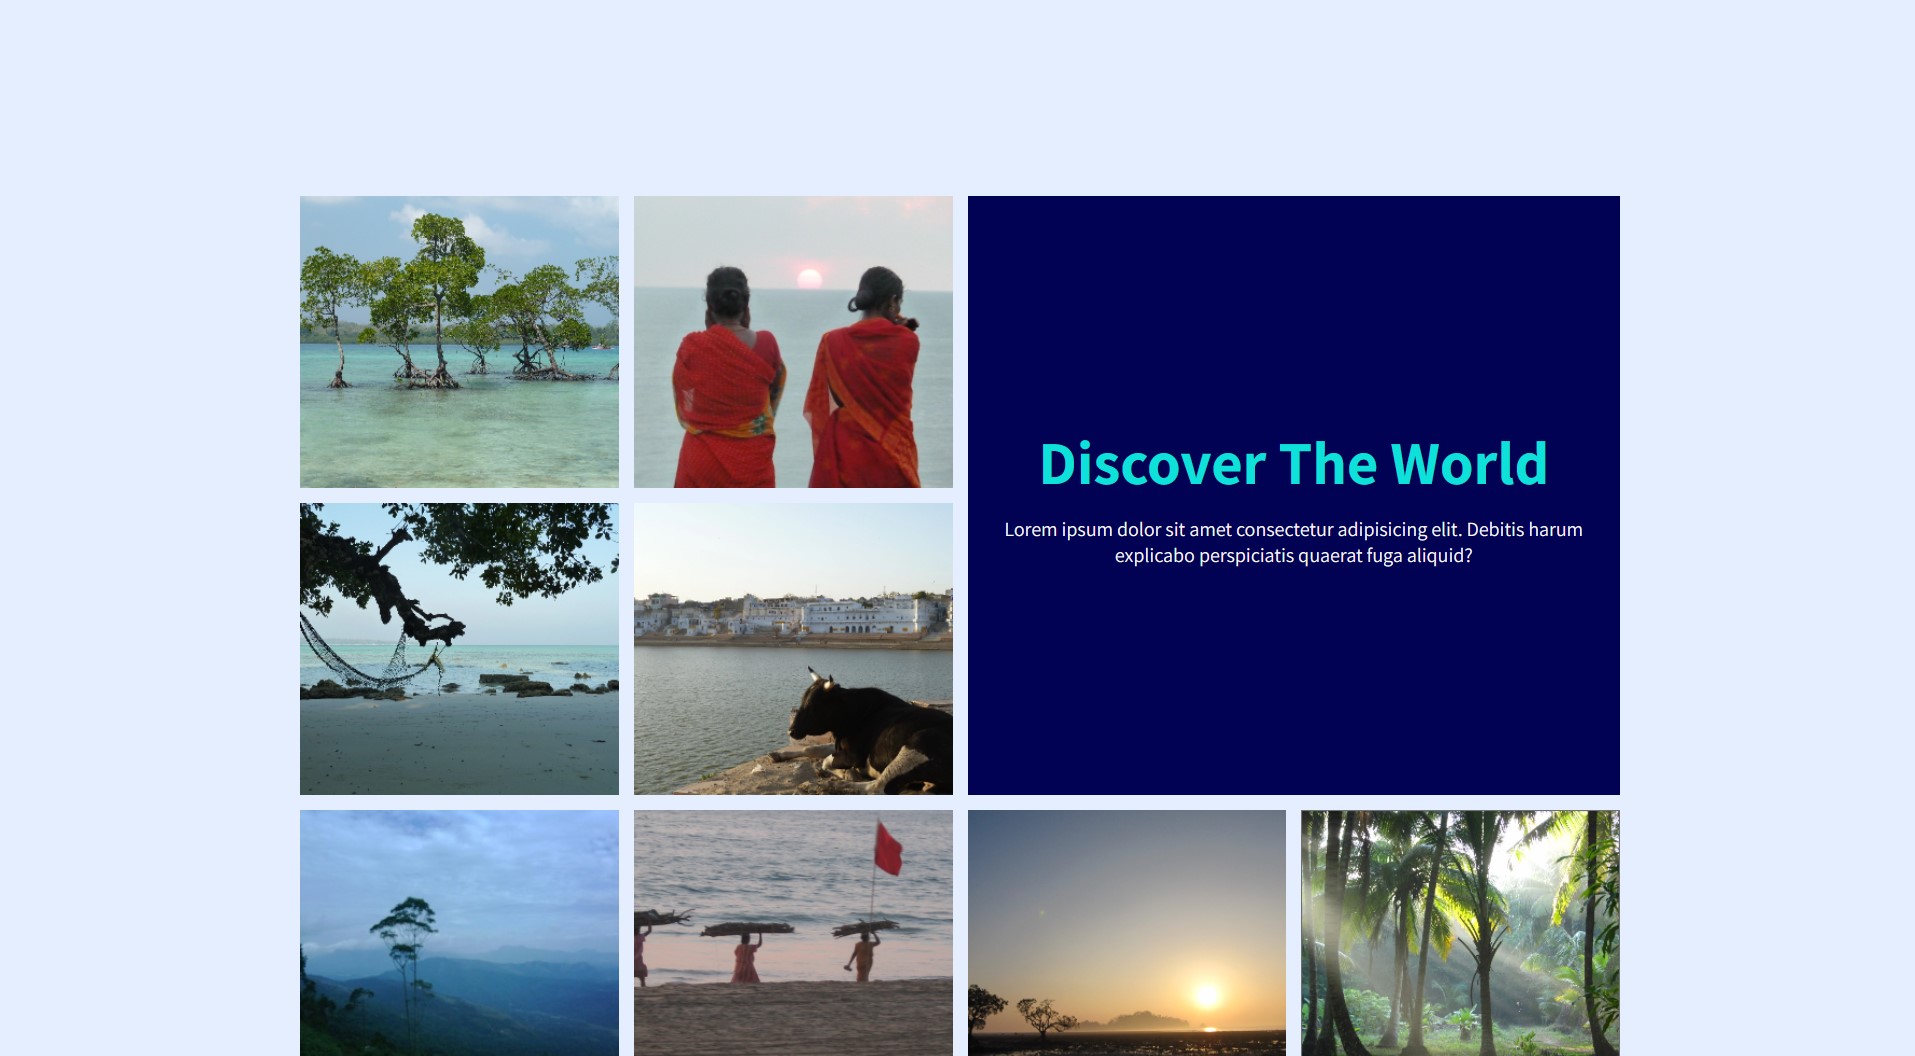 Discover The World
Lorem ipsum dolor sit amet consectetur adipisicing elit. Debitis harum
explicabo perspiciatis quaerat fuga aliquid?